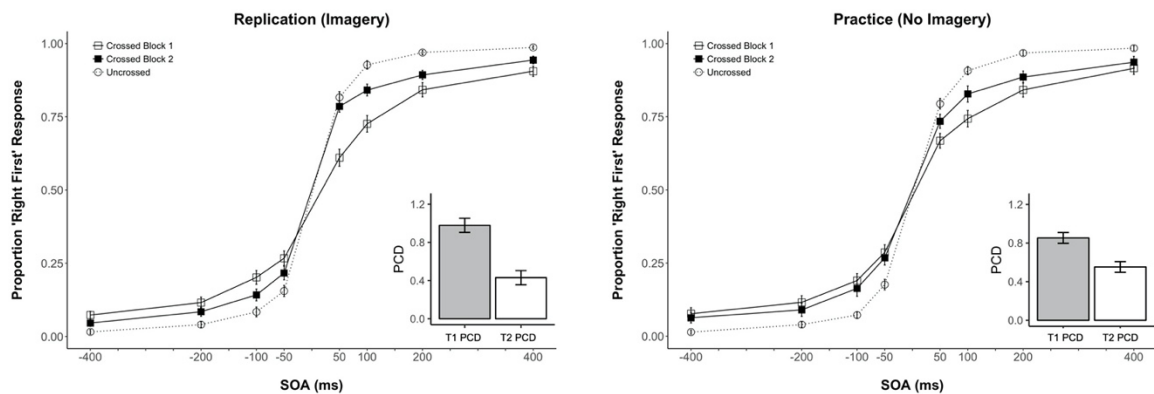 Replication (Imagery)
Proportion 'Right First' Response
1.00
0.75
0.50
0.25
0.00
Crossed Block 1
Crossed Block 2
Uncrossed
PCD
1.2
0.8
0.4
0.0
T1 PCD T2 PCD
-400 -200 -100 -50 50 100 200 400
SOA (ms)
Practice (No Imagery)
Proportion 'Right First' Response
1.00
0.75
0.50
0.25
0.00
Crossed Block 1
Crossed Block 2
Uncrossed
PCD
1.2
0.8
0.4
0.0
T1 PCD T2 PCD
-400 -200 -100 -50 50 100 200 400
SOA (ms)